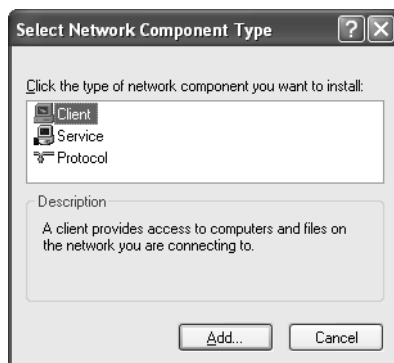 Select Network Component Type
Click the type of network component you want to install:
Client
Service
Protocol
Description
A client provides access to computers and files on
the network you are connecting to.
Add...
Cancel